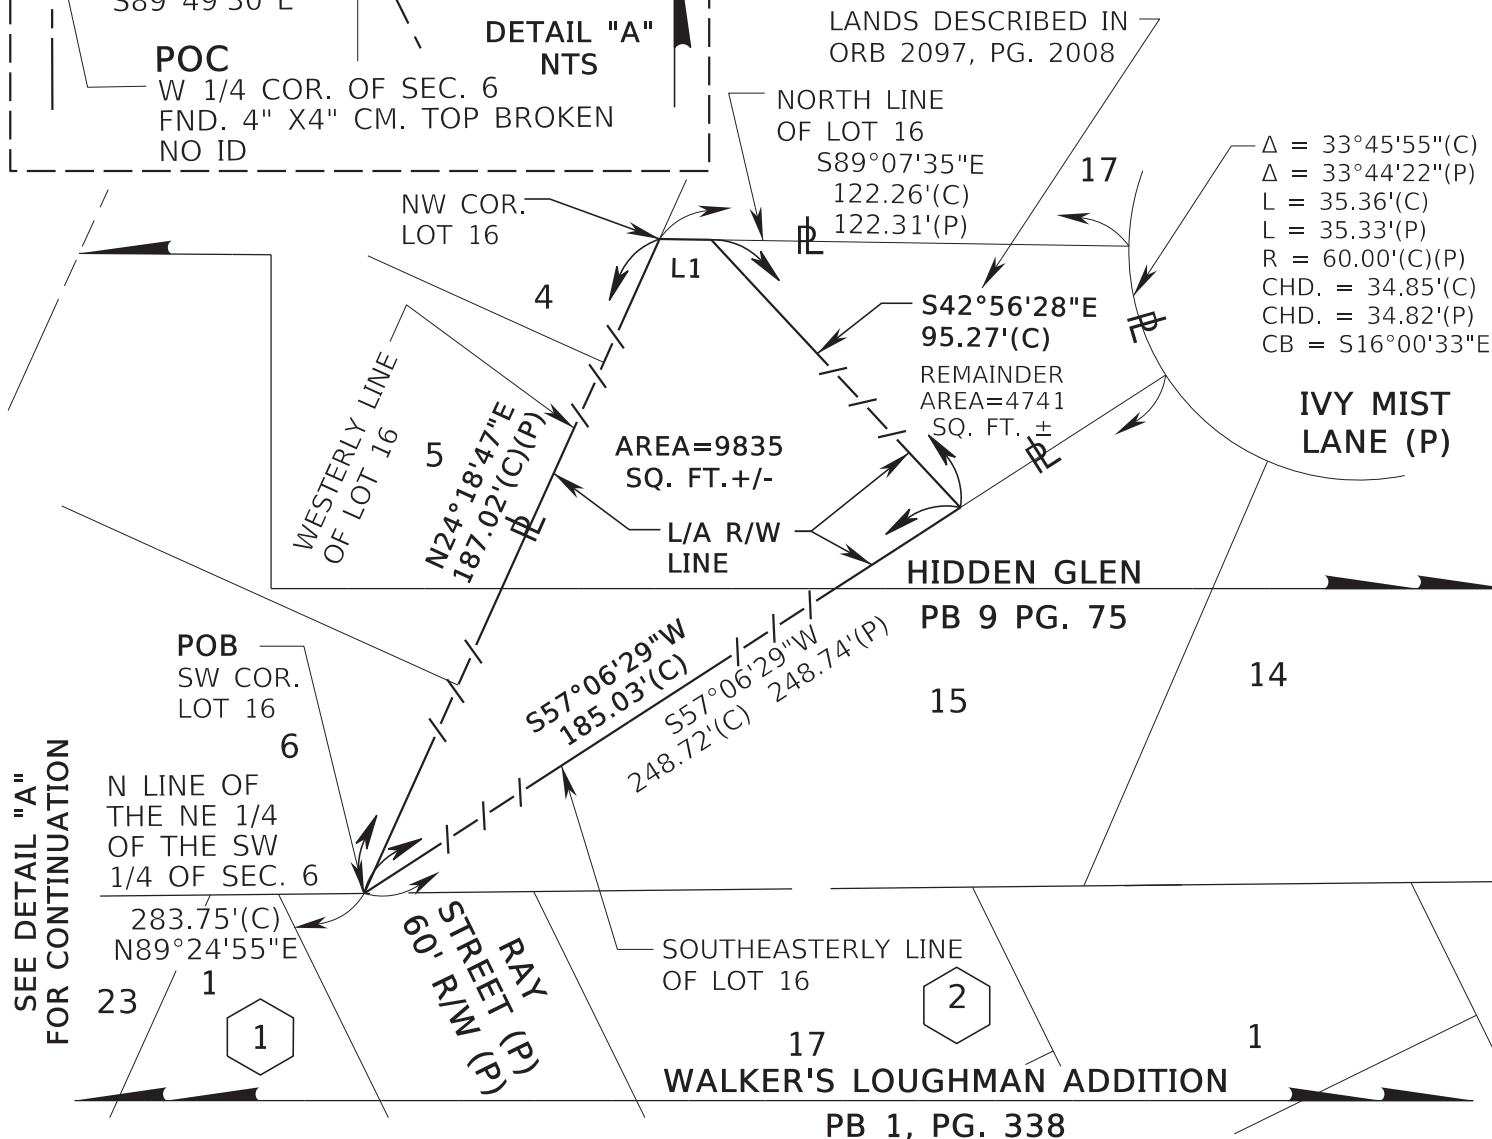 S89°49'50"E
POC
W 1/4 COR. OF SEC. 6
FND. 4" X4" CM. TOP BROKEN
NO ID
DETAIL "A"
NTS
LANDS DESCRIBED IN
ORB 2097, PG. 2008
NORTH LINE
OF LOT 16
S89°07'35"E
122.26'(C)
122.31'(P)
17
Δ = 33°45'55"(C)
Δ = 33°44'22"(P)
L = 35.36'(C)
L = 35.33'(P)
R = 60.00'(C)(P)
CHD. = 34.85'(C)
CHD. = 34.82'(P)
CB = S16°00'33"E
IVY MIST
LANE (P)
NW COR.
LOT 16
L1
PL
PL
4
S42°56'28"E
95.27'(C)
REMAINDER
AREA=4741
SQ. FT. ±
PL
WESTERLY LINE
OF LOT 16
5
N24°18'47"E
187.02'(C)(P)
PL
AREA=9835
SQ. FT.+/-
L/A R/W
LINE
HIDDEN GLEN
PB 9 PG. 75
POB
SW COR.
LOT 16
6
S57°06'29"W
185.03'(C)
S57°06'29"W
248.72'(C)
248.74'(P)
15
14
SEE DETAIL "A"
FOR CONTINUATION
N LINE OF
THE NE 1/4
OF THE SW
1/4 OF SEC. 6
283.75'(C)
N89°24'55"E
RAY
STREET (P)
60' R/W (P)
SOUTHEASTERLY LINE
OF LOT 16
23
1
1
2
17
1
WALKER'S LOUGHMAN ADDITION
PB 1, PG. 338